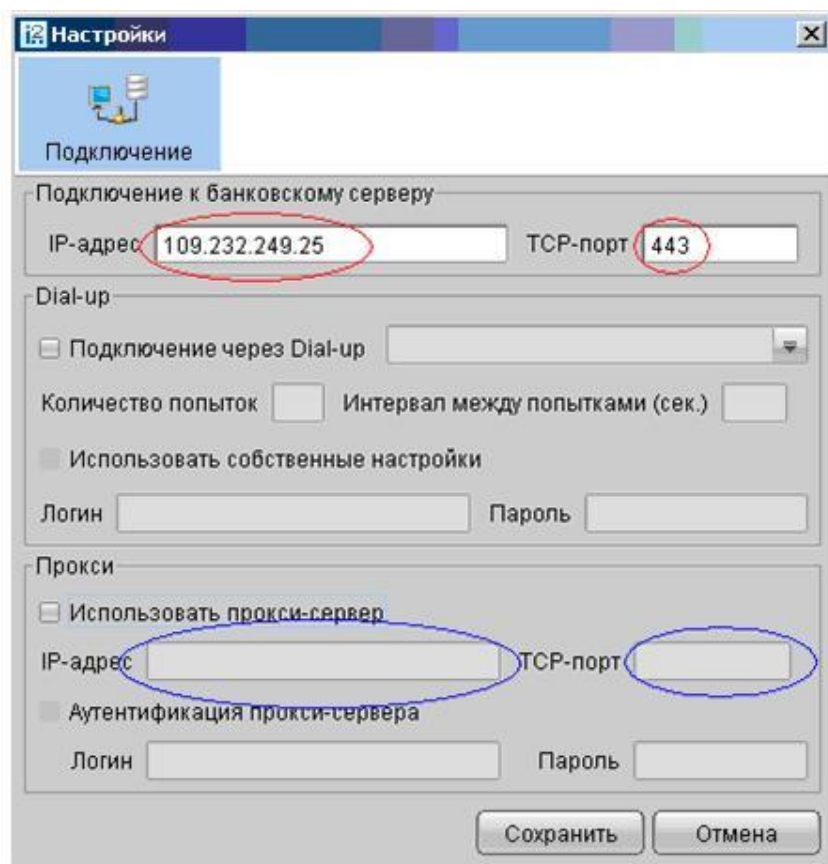 i2 Настройки
Подключение
Подключение к банковскому серверу
IP-адрес 109.232.249.25 TCP-порт 443
Dial-up
Подключение через Dial-up
Количество попыток Интервал между попытками (сек.)
Использовать собственные настройки
Логин Пароль
Прокси
Использовать прокси-сервер
IP-адрес TCP-порт
Аутентификация прокси-сервера
Логин Пароль
Сохранить Отмена